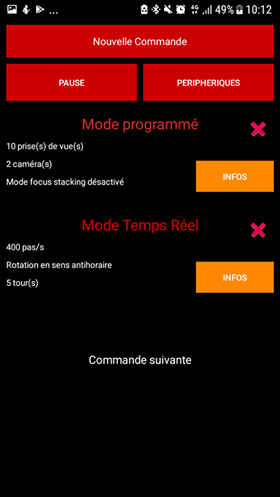 ... 4G 49% 10:12
Nouvelle Commande
PAUSE PERIPHERIQUES
Mode programmé
10 prise(s) de vue(s)
2 caméra(s)
INFOS
Mode focus stacking désactivé
Mode Temps Réel
400 pas/s
Rotation en sens antihoraire
INFOS
5 tour(s)
Commande suivante